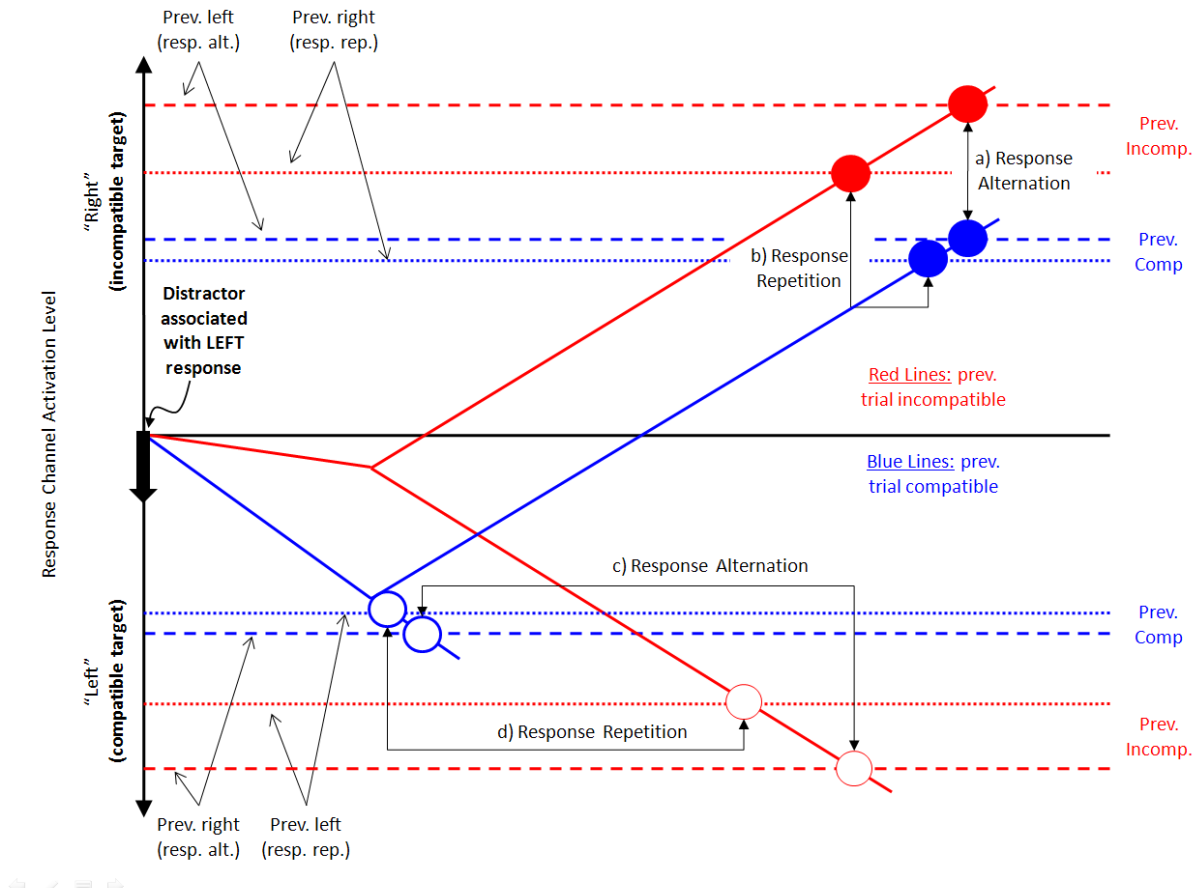 Prev. left
(resp. alt.)
Prev. right
(resp. rep.)
Prev.
Incomp.
a) Response
Alternation
"Right"
(incompatible target)
Prev.
Comp
b) Response
Repetition
Distractor
associated
with LEFT
response
Response Channel Activation Level
Red Lines: prev.
trial incompatible
Blue Lines: prev.
trial compatible
c) Response Alternation
"Left"
(compatible target)
Prev.
Comp
d) Response Repetition
Prev.
Incomp.
Prev. right
(resp. alt.)
Prev. left
(resp. rep.)